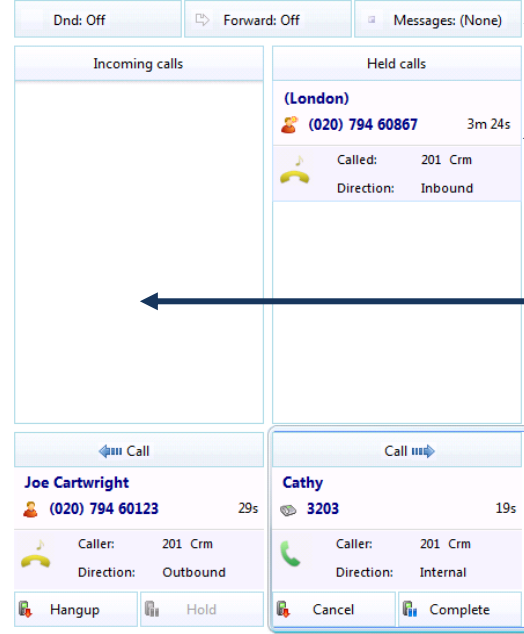 Dnd: Off Forward: Off Messages: (None)
Incoming calls Held calls
(London)
(020) 794 60867 3m 24s
Called: 201 Crm
Direction: Inbound
Call
Joe Cartwright
(020) 794 60123 29s
Caller: 201 Crm
Direction: Outbound
Hangup Hold
Call
Cathy
3203 19s
Caller: 201 Crm
Direction: Internal
Cancel Complete